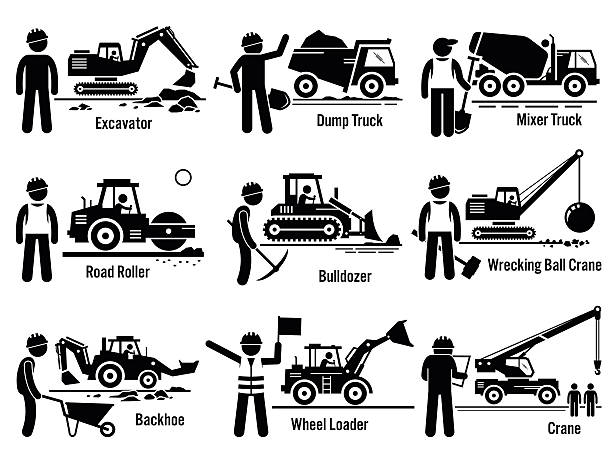 Excavator
Dump Truck
Mixer Truck
Road Roller
Bulldozer
Wrecking Ball Crane
Backhoe
Wheel Loader
Crane